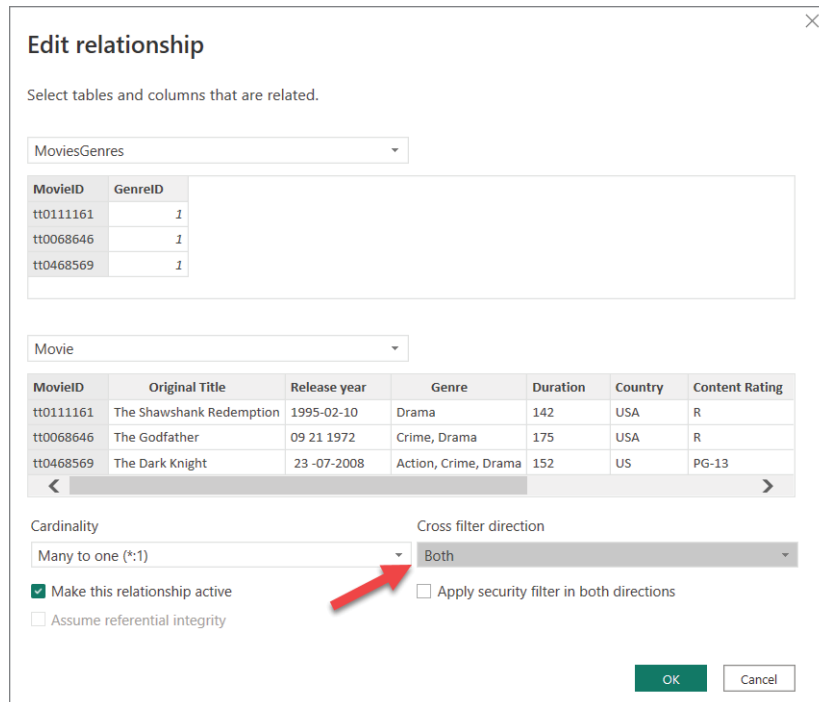 Edit relationship
Select tables and columns that are related.
MoviesGenres
MovieID GenreID
tt0111161 1
tt0068646 1
tt0468569 1
Movie
MovieID Original Title Release year Genre Duration Country Content Rating
tt0111161 The Shawshank Redemption 1995-02-10 Drama 142 USA R
tt0068646 The Godfather 09 21 1972 Crime, Drama 175 USA R
tt0468569 The Dark Knight 23 -07-2008 Action, Crime, Drama 152 US PG-13
Cardinality Cross filter direction
Many to one (*:1) Both
Make this relationship active Apply security filter in both directions
Assume referential integrity
OK Cancel